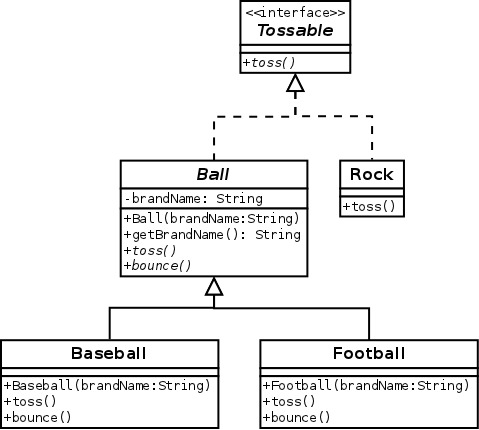 <<interface>>
Tossable
+toss()
Ball
-brandName: String
+Ball(brandName:String)
+getBrandName(): String
+toss()
+bounce()
Rock
+toss()
Baseball
+Baseball(brandName:String)
+toss()
+bounce()
Football
+Football(brandName:String)
+toss()
+bounce()